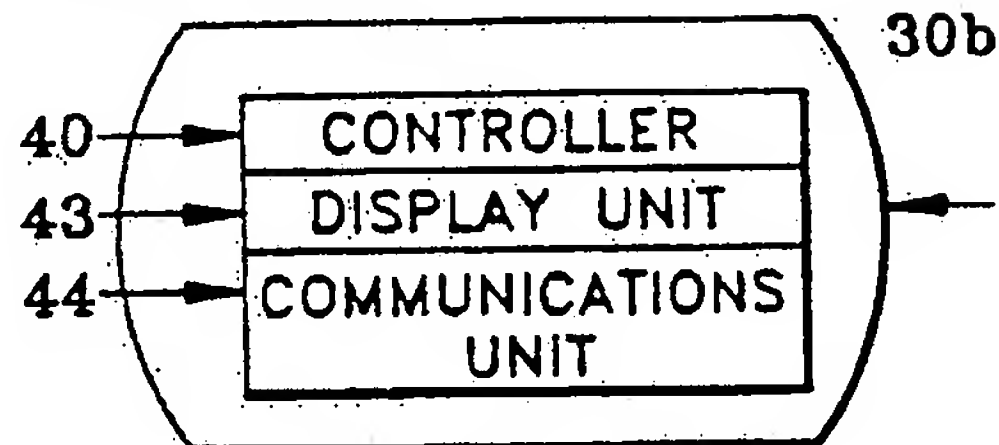 30b
40 CONTROLLER
43 DISPLAY UNIT
44 COMMUNICATIONS
UNIT